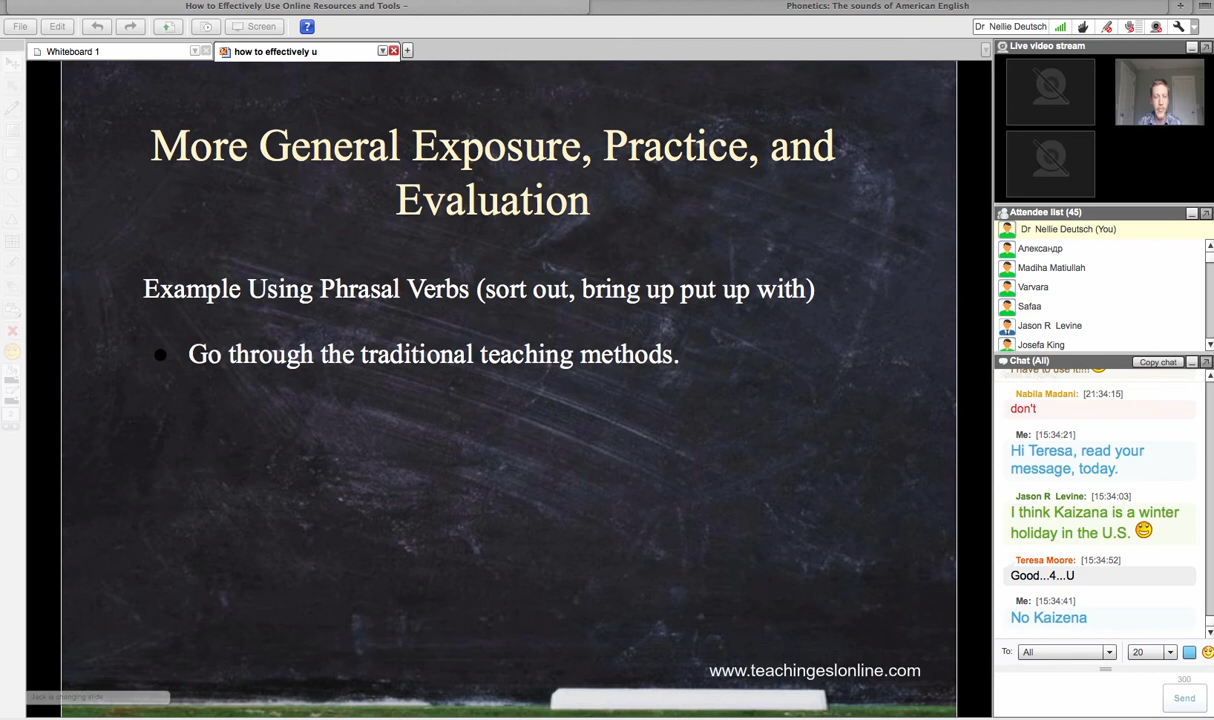 How to Effectively Use Online Resources and Tools –
Phonetics: The sounds of American English
File
Edit
Screen
?
Dr Nellie Deutsch
Whiteboard 1
how to effectively u
Live video stream
More General Exposure, Practice, and
Evaluation
Example Using Phrasal Verbs (sort out, bring up put up with)
Go through the traditional teaching methods.
www.teachingeslonline.com
Jack is changing slide
2
Attendee list (45)
Dr Nellie Deutsch (You)
Александр
Madiha Matiullah
Varvara
Safaa
Jason R Levine
Josefa King
Chat (All)
Copy chat
I have to use it!!!
Nabila Madani: [21:34:15]
don't
Me: [15:34:21]
Hi Teresa, read your
message, today.
Jason R Levine: [15:34:03]
I think Kaizana is a winter
holiday in the U.S.
Teresa Moore: [15:34:52]
Good...4...U
Me: [15:34:41]
No Kaizena
To: All 20
300
Send